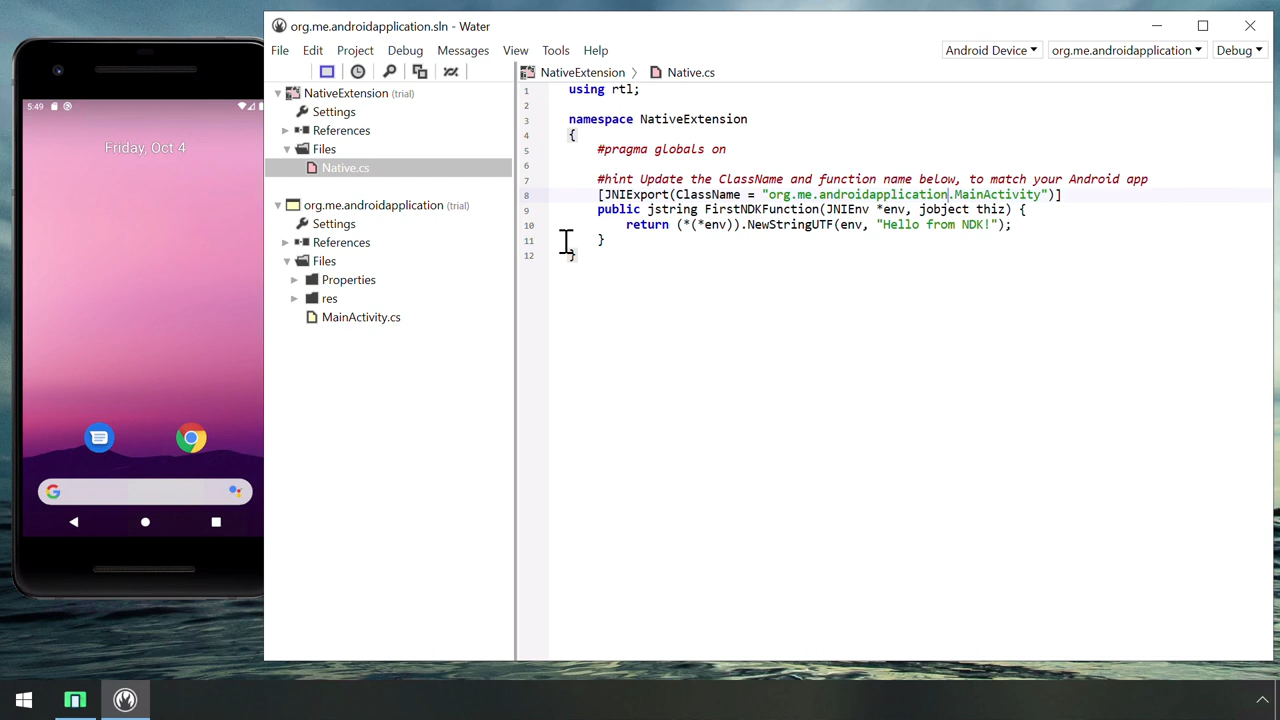 org.me.androidapplication.sln - Water
File Edit Project Debug Messages View Tools Help
Android Device org.me.androidapplication Debug
NativeExtension (trial)
Settings
References
Files
Native.cs
org.me.androidapplication (trial)
Settings
References
Files
Properties
res
MainActivity.cs
NativeExtension Native.cs
1 using rtl;
2
3 namespace NativeExtension
4 {
5 #pragma globals on
6
7 #hint Update the ClassName and function name below, to match your Android app
8 [JNIExport(ClassName = "org.me.androidapplication.MainActivity")]
9 public jstring FirstNDKFunction(JNIEnv *env, jobject thiz) {
10 return (*(*env)).NewStringUTF(env, "Hello from NDK!");
11 }
12 }
5:49
Friday, Oct 4